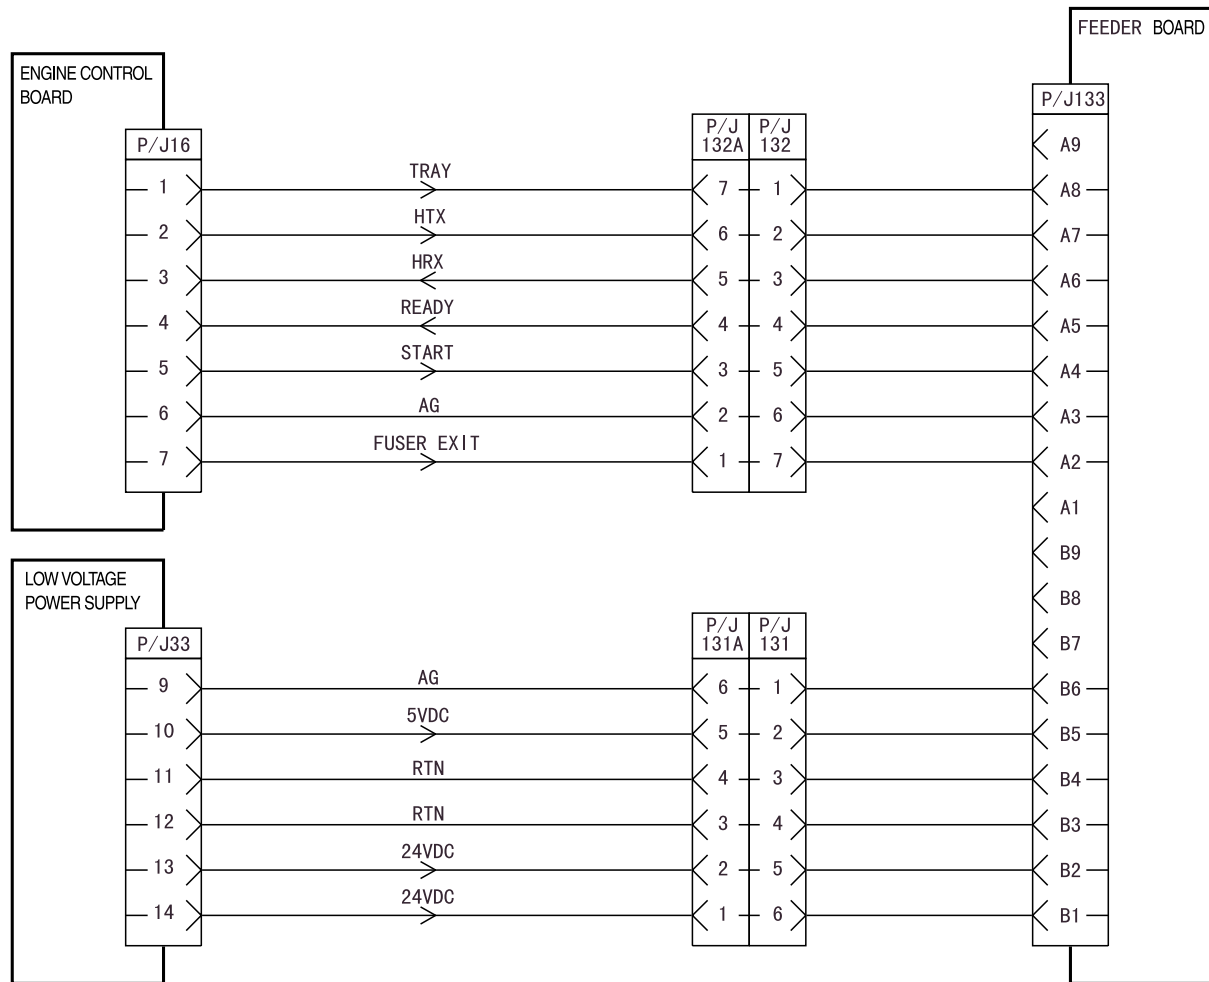 FEEDER BOARD
ENGINE CONTROL
BOARD
P/J133
P/J16
P/J
132A
P/J
132
A9
1
TRAY
7
1
A8
2
HTX
6
2
A7
3
HRX
5
3
A6
4
READY
4
4
A5
5
START
3
5
A4
6
AG
2
6
A3
7
FUSER EXIT
1
7
A2
A1
B9
LOW VOLTAGE
POWER SUPPLY
B8
P/J33
P/J
131A
P/J
131
B7
9
AG
6
1
B6
10
5VDC
5
2
B5
11
RTN
4
3
B4
12
RTN
3
4
B3
13
24VDC
2
5
B2
14
24VDC
1
6
B1